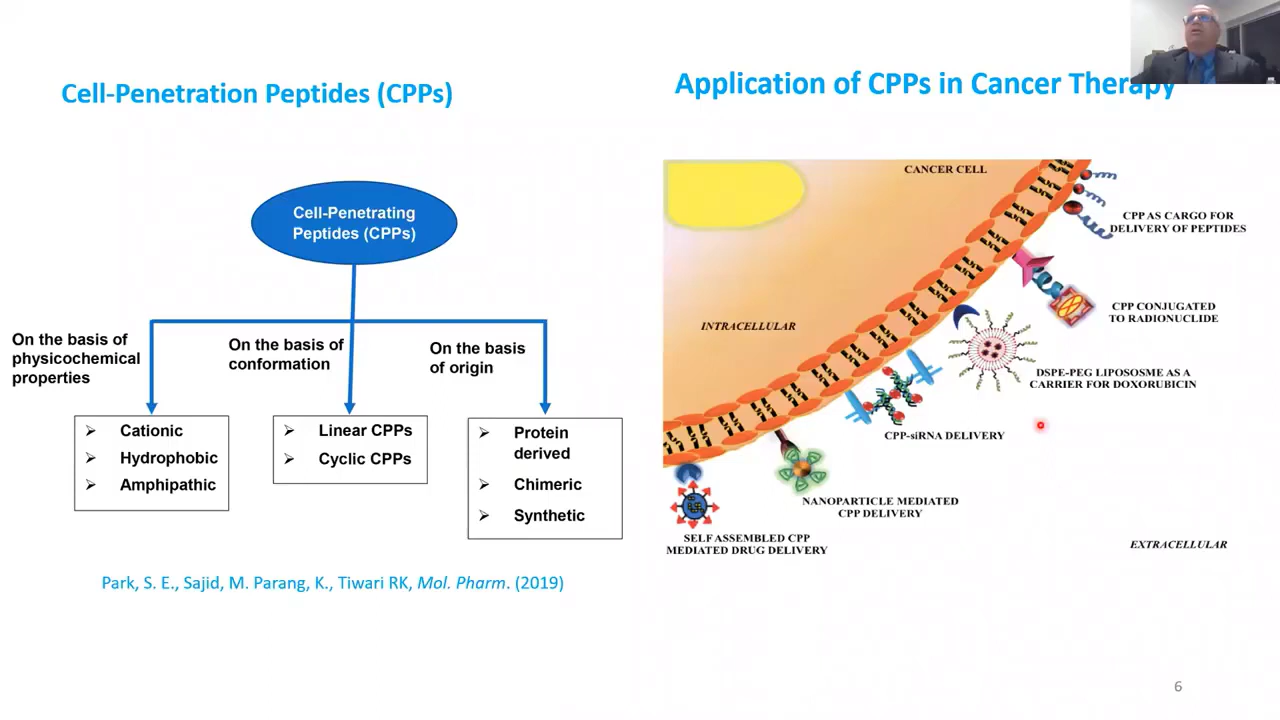 Cell-Penetration Peptides (CPPs)
Cell-Penetrating
Peptides (CPPs)
On the basis of
physicochemical
properties
On the basis of
conformation
On the basis
of origin
➢ Cationic
➢ Hydrophobic
➢ Amphipathic
➢ Linear CPPs
➢ Cyclic CPPs
➢ Protein
derived
➢ Chimeric
➢ Synthetic
Park, S. E., Sajid, M. Parang, K., Tiwari RK, Mol. Pharm. (2019)
Application of CPPs in Cancer Therapy
CANCER CELL
CPP AS CARGO FOR
DELIVERY OF PEPTIDES
CPP CONJUGATED
TO RADIONUCLIDE
INTRACELLULAR
DSPE-PEG LIPOSOSME AS A
CARRIER FOR DOXORUBICIN
CPP-siRNA DELIVERY
NANOPARTICLE MEDIATED
CPP DELIVERY
SELF ASSEMBLED CPP
MEDIATED DRUG DELIVERY
EXTRACELLULAR
6